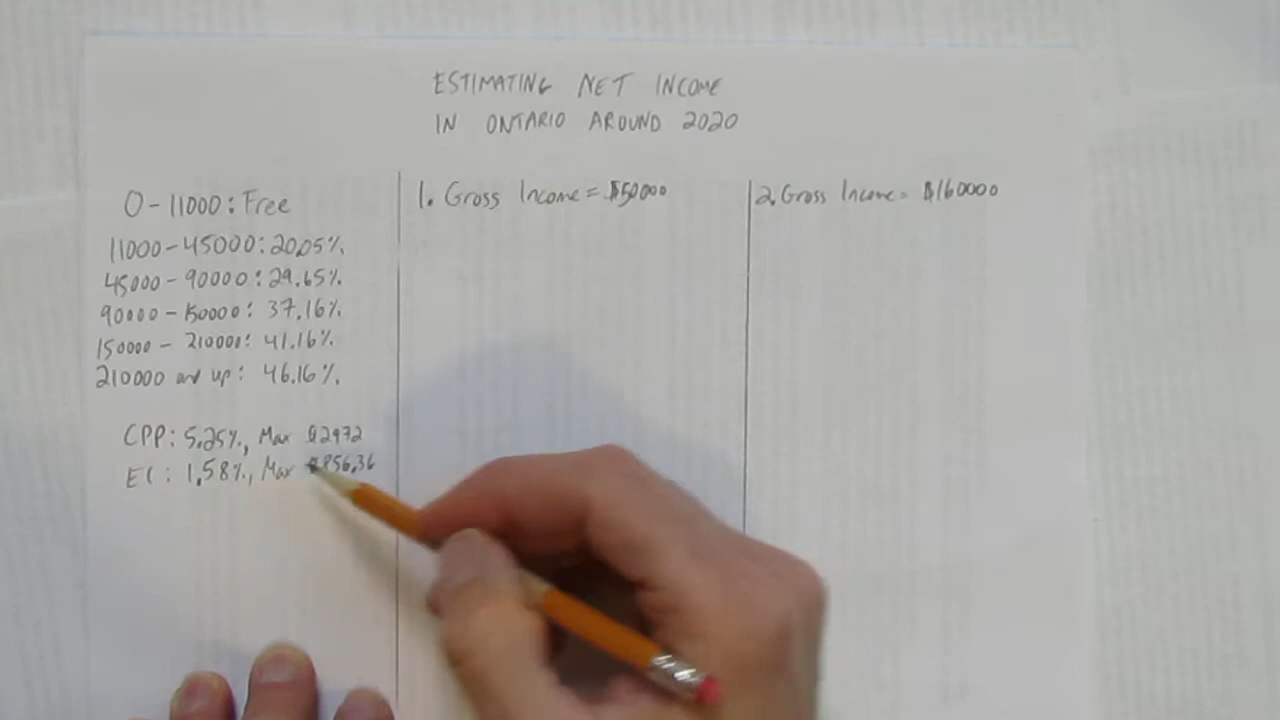 ESTIMATING NET INCOME
IN ONTARIO AROUND 2020
0-11000: Free
11000-45000: 20.05%
45000-90000: 29.65%
90000-150000: 37.16%
150000-210000: 41.16%
210000 and up: 46.16%
CPP: 5.25%, Max $2972
EI: 1.58%, Max $856.36
1. Gross Income = $50000
2. Gross Income = $160000